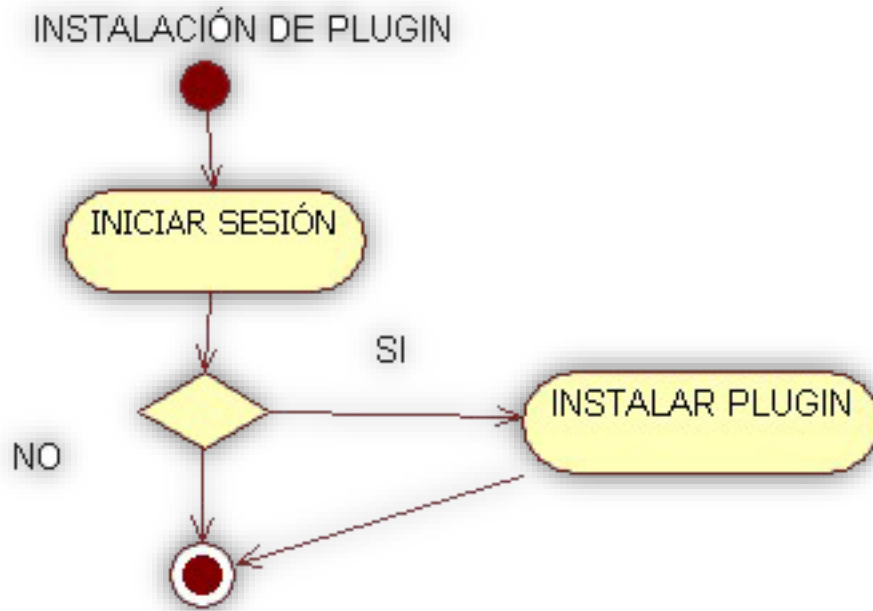 INSTALACIÓN DE PLUGIN
INICIAR SESIÓN
SI
INSTALAR PLUGIN
NO